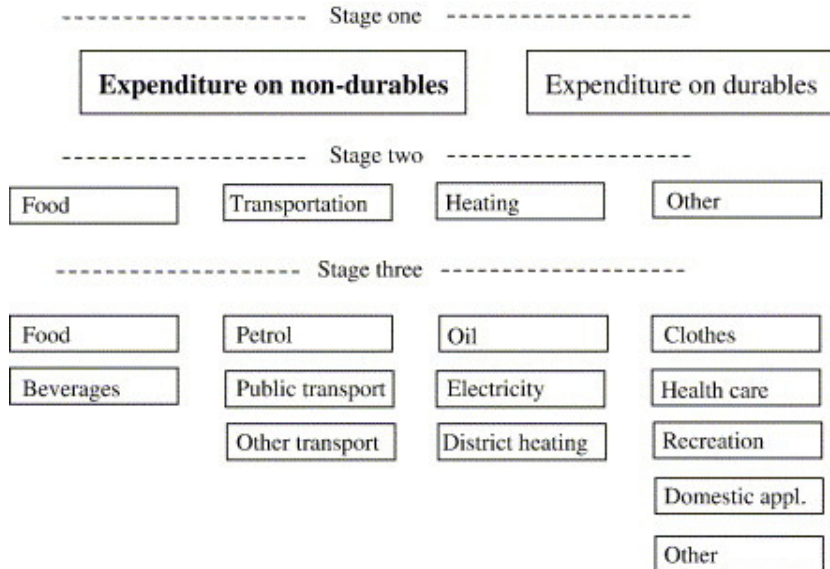 Stage one
Expenditure on non-durables
Expenditure on durables
Stage two
Food
Transportation
Heating
Other
Stage three
Food
Petrol
Oil
Clothes
Beverages
Public transport
Electricity
Health care
Other transport
District heating
Recreation
Domestic appl.
Other